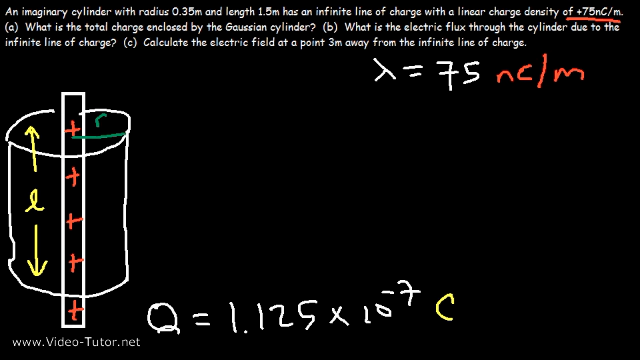 An imaginary cylinder with radius 0.35m and length 1.5m has an infinite line of charge with a linear charge density of +75nC/m.
(a) What is the total charge enclosed by the Gaussian cylinder? (b) What is the electric flux through the cylinder due to the
infinite line of charge? (c) Calculate the electric field at a point 3m away from the infinite line of charge.
λ = 75 nC/m
+ r
+
l +
+
+
Q = 1.125 × 10⁻⁷ C
www.Video-Tutor.net